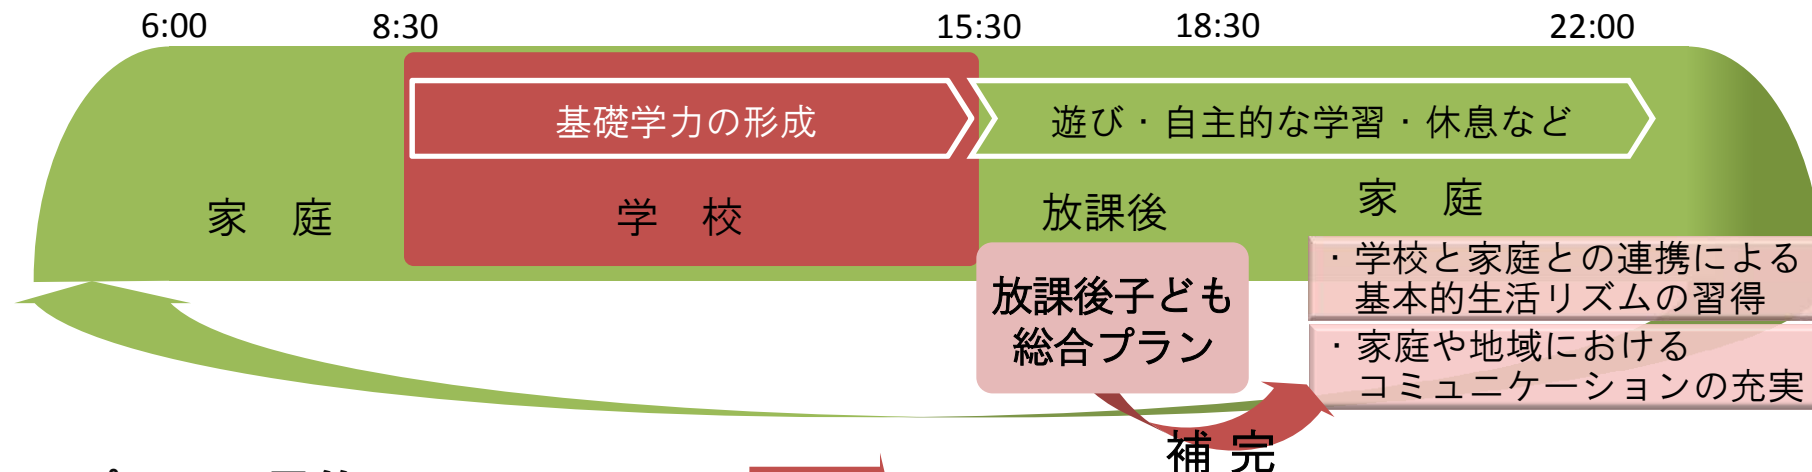 6:00 8:30 15:30 18:30 22:00
基礎学力の形成
遊び・自主的な学習・休息など
家 庭
学 校
放課後
家 庭
放課後子ども
総合プラン
・学校と家庭との連携による
基本的生活リズムの習得
・家庭や地域における
コミュニケーションの充実
補 完